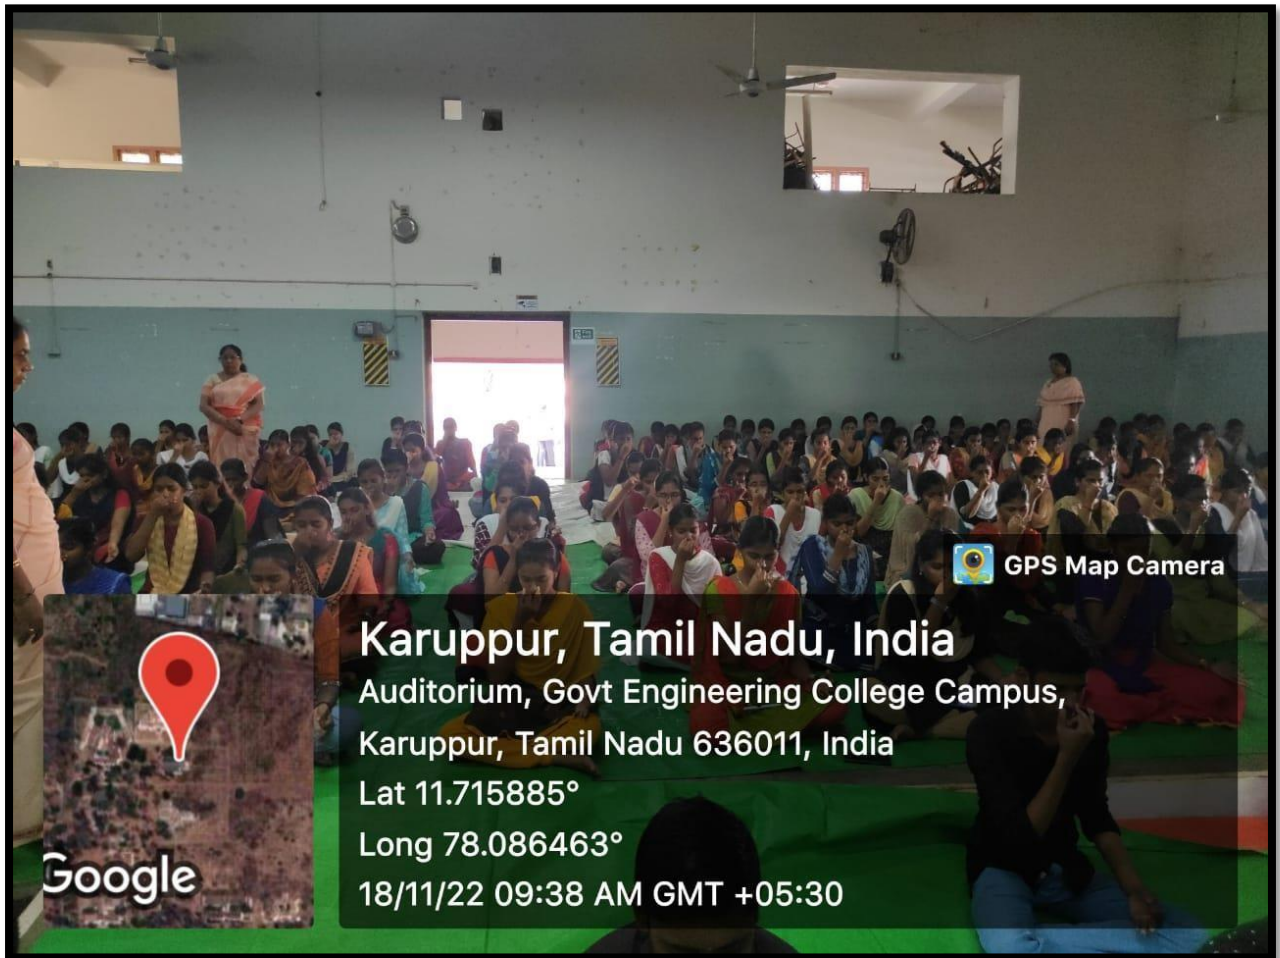 GPS Map Camera
Karuppur, Tamil Nadu, India
Auditorium, Govt Engineering College Campus,
Karuppur, Tamil Nadu 636011, India
Lat 11.715885°
Long 78.086463°
18/11/22 09:38 AM GMT +05:30
Google